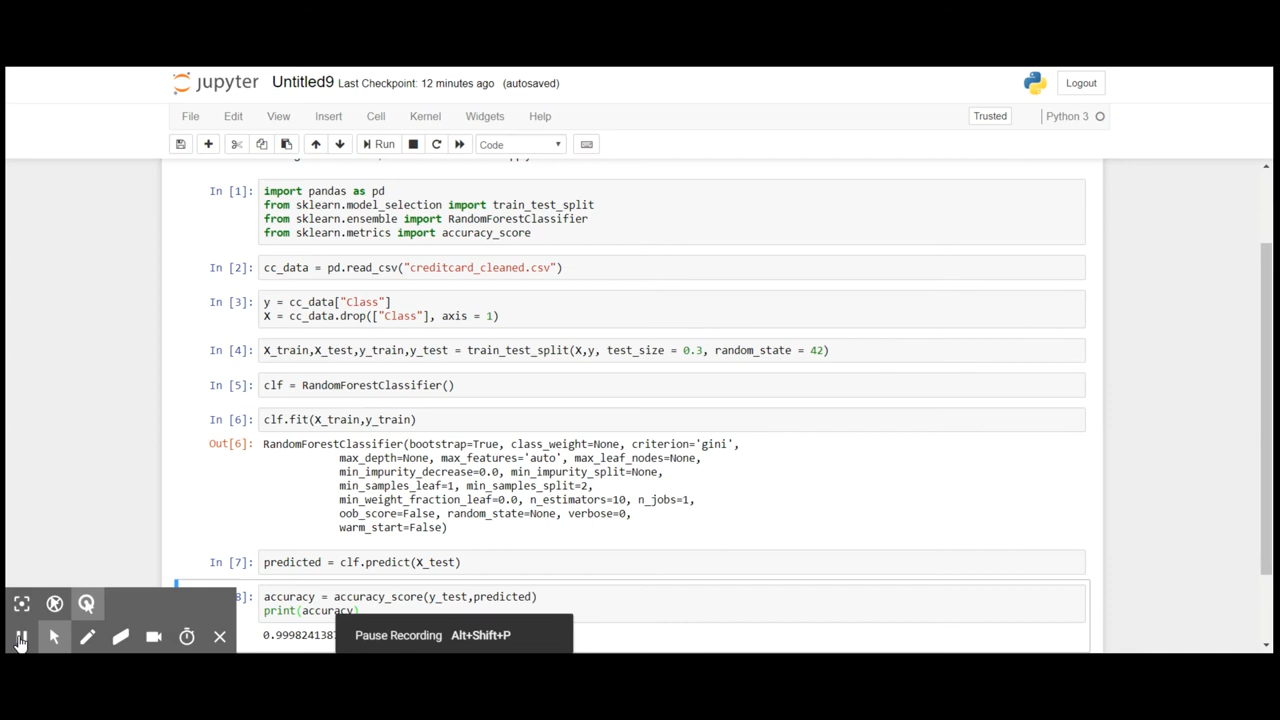 jupyter Untitled9 Last Checkpoint: 12 minutes ago (autosaved) Logout
File Edit View Insert Cell Kernel Widgets Help Trusted Python 3
Run Code
In [1]: import pandas as pd
from sklearn.model_selection import train_test_split
from sklearn.ensemble import RandomForestClassifier
from sklearn.metrics import accuracy_score
In [2]: cc_data = pd.read_csv("creditcard_cleaned.csv")
In [3]: y = cc_data["Class"]
X = cc_data.drop(["Class"], axis = 1)
In [4]: X_train,X_test,y_train,y_test = train_test_split(X,y, test_size = 0.3, random_state = 42)
In [5]: clf = RandomForestClassifier()
In [6]: clf.fit(X_train,y_train)
Out[6]: RandomForestClassifier(bootstrap=True, class_weight=None, criterion='gini',
max_depth=None, max_features='auto', max_leaf_nodes=None,
min_impurity_decrease=0.0, min_impurity_split=None,
min_samples_leaf=1, min_samples_split=2,
min_weight_fraction_leaf=0.0, n_estimators=10, n_jobs=1,
oob_score=False, random_state=None, verbose=0,
warm_start=False)
In [7]: predicted = clf.predict(X_test)
8]: accuracy = accuracy_score(y_test,predicted)
print(accuracy)
0.999824138
Pause Recording Alt+Shift+P